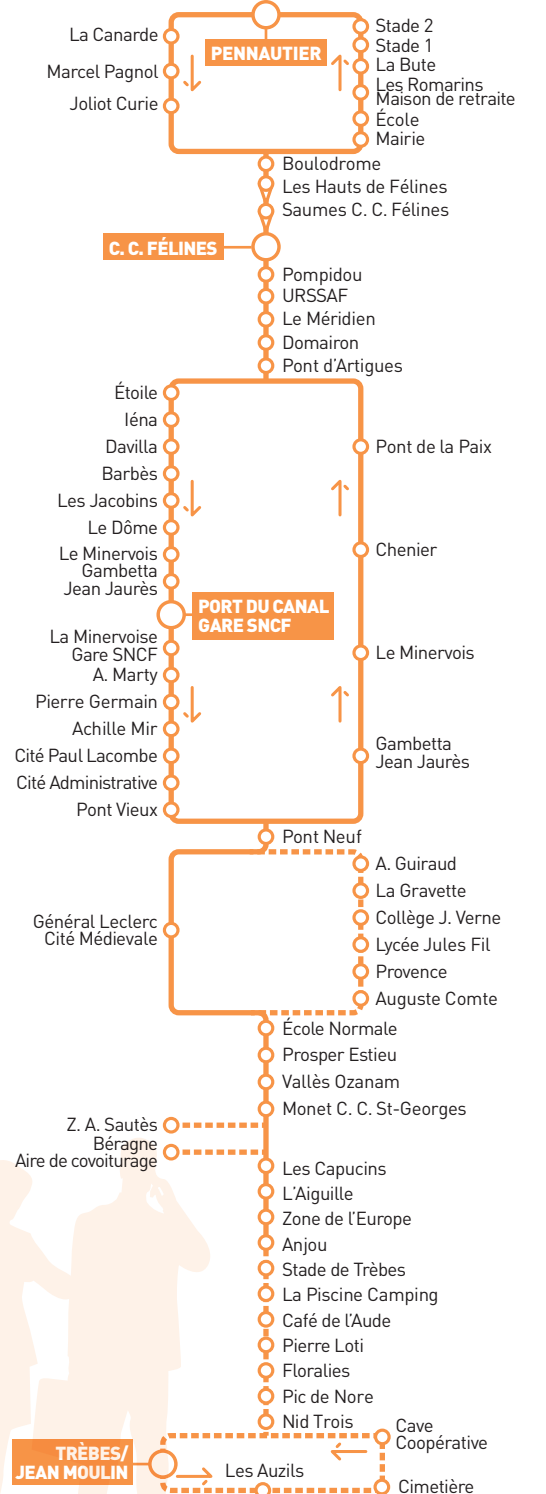 La Canarde
Marcel Pagnol
Joliot Curie
PENNAUTIER
Stade 2
Stade 1
La Bute
Les Romarins
Maison de retraite
École
Mairie
Boulodrome
Les Hauts de Félines
Saumes C. C. Félines
C. C. FÉLINES
Pompidou
URSSAF
Le Méridien
Domairon
Pont d'Artigues
Étoile
Iéna
Davilla
Barbès
Les Jacobins
Le Dôme
Le Minervois
Gambetta
Jean Jaurès
PORT DU CANAL
GARE SNCF
La Minervoise
Gare SNCF
A. Marty
Pierre Germain
Achille Mir
Cité Paul Lacombe
Cité Administrative
Pont Vieux
Pont de la Paix
Chenier
Le Minervois
Gambetta
Jean Jaurès
Pont Neuf
Général Leclerc
Cité Médievale
A. Guiraud
La Gravette
Collège J. Verne
Lycée Jules Fil
Provence
Auguste Comte
École Normale
Prosper Estieu
Vallès Ozanam
Monet C. C. St-Georges
Z. A. Sautès
Béragne
Aire de covoiturage
Les Capucins
L'Aiguille
Zone de l'Europe
Anjou
Stade de Trèbes
La Piscine Camping
Café de l'Aude
Pierre Loti
Floralies
Pic de Nore
Nid Trois
Cave
Coopérative
TRÈBES/
JEAN MOULIN
Les Auzils
Cimetière